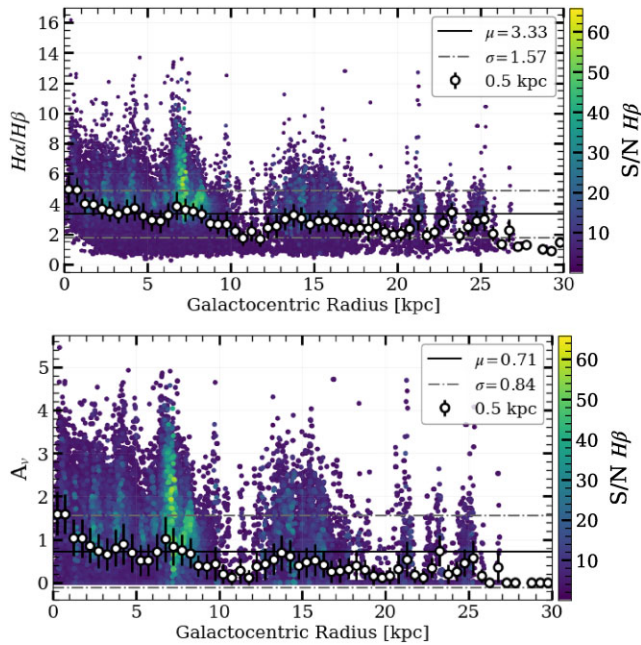 16
14
12
10
8
6
4
2
0
Hα/Hβ
μ=3.33
σ=1.57
0.5 kpc
0 5 10 15 20 25 30
Galactocentric Radius [kpc]
60
50
40
30
20
10
Hβ S/N
5
4
3
2
1
0
Aν
μ=0.71
σ=0.84
0.5 kpc
0 5 10 15 20 25 30
Galactocentric Radius [kpc]
60
50
40
30
20
10
Hβ S/N